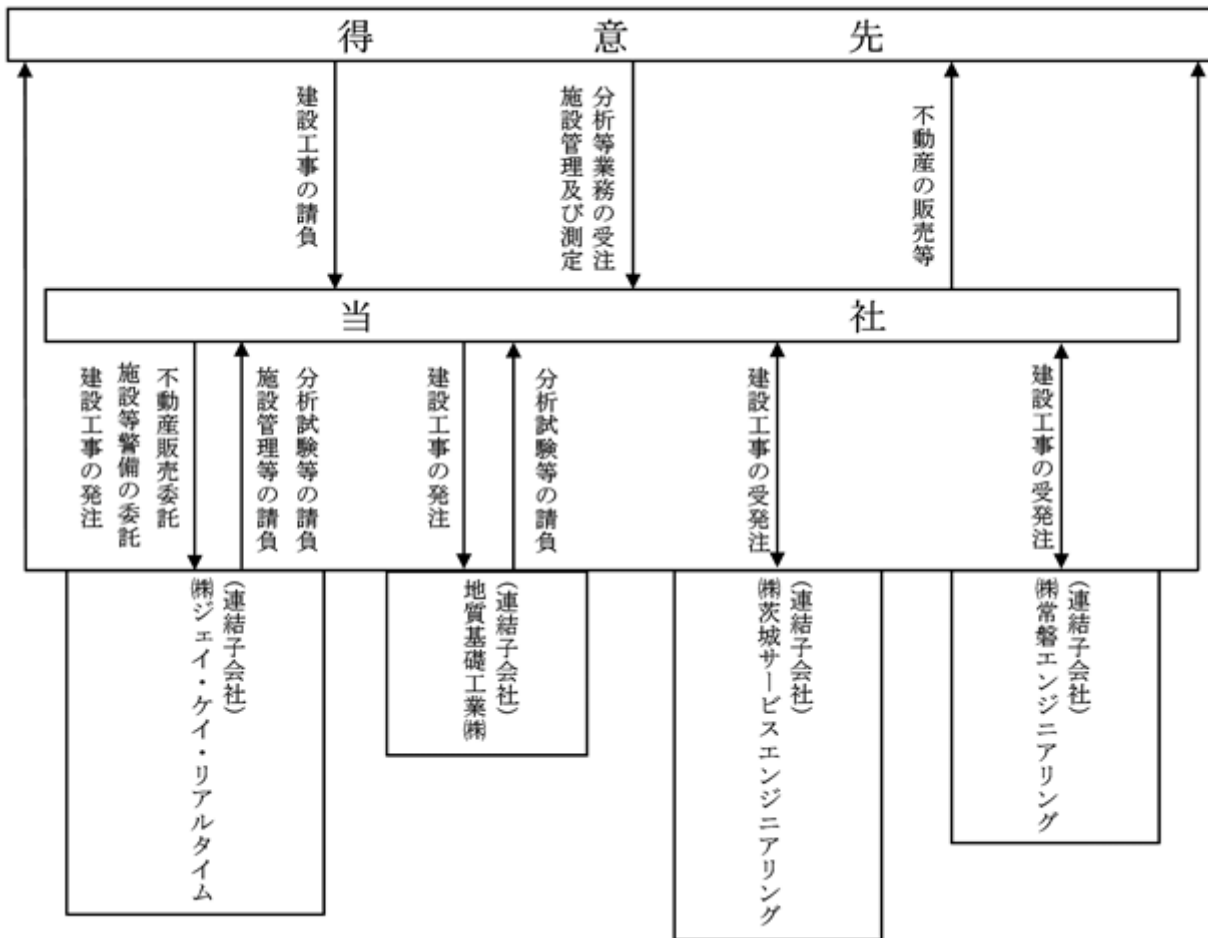 得意先
建設工事の請負
施設管理及び測定
分析等業務の受注
不動産の販売等
当社
建設工事の発注
施設等警備の委託
不動産販売委託
施設管理等の請負
分析試験等の請負
建設工事の発注
分析試験等の請負
建設工事の受発注
建設工事の受発注
(連結子会社)
㈱ジェイ・ケイ・リアルタイム
(連結子会社)
地質基礎工業㈱
(連結子会社)
㈱茨城サービスエンジニアリング
(連結子会社)
㈱常磐エンジニアリング